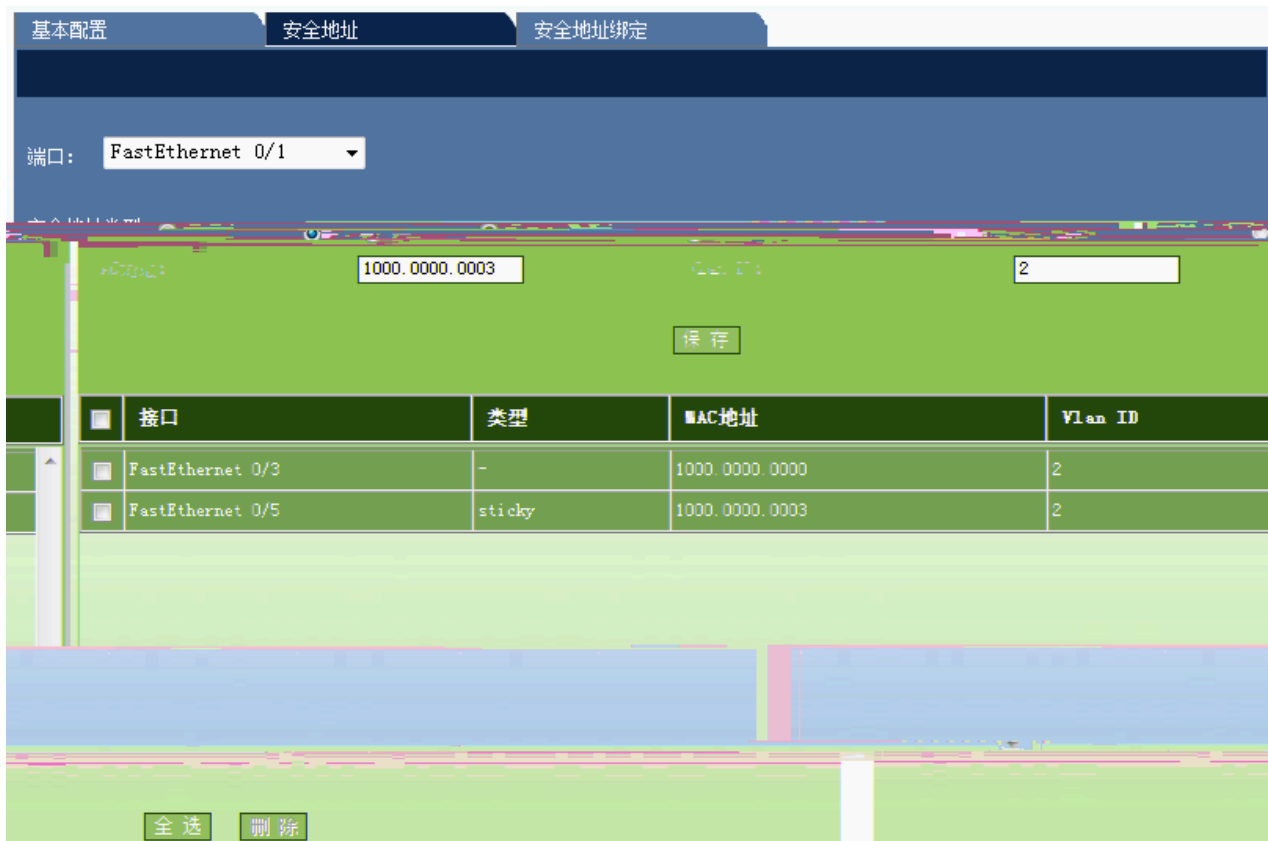 基本配置 安全地址 安全地址绑定
端口： FastEthernet 0/1
1000.0000.0003 Vlan ID： 2
保 存
接口 类型 MAC地址 Vlan ID
FastEthernet 0/3 - 1000.0000.0000 2
FastEthernet 0/5 sticky 1000.0000.0003 2
全 选 删 除